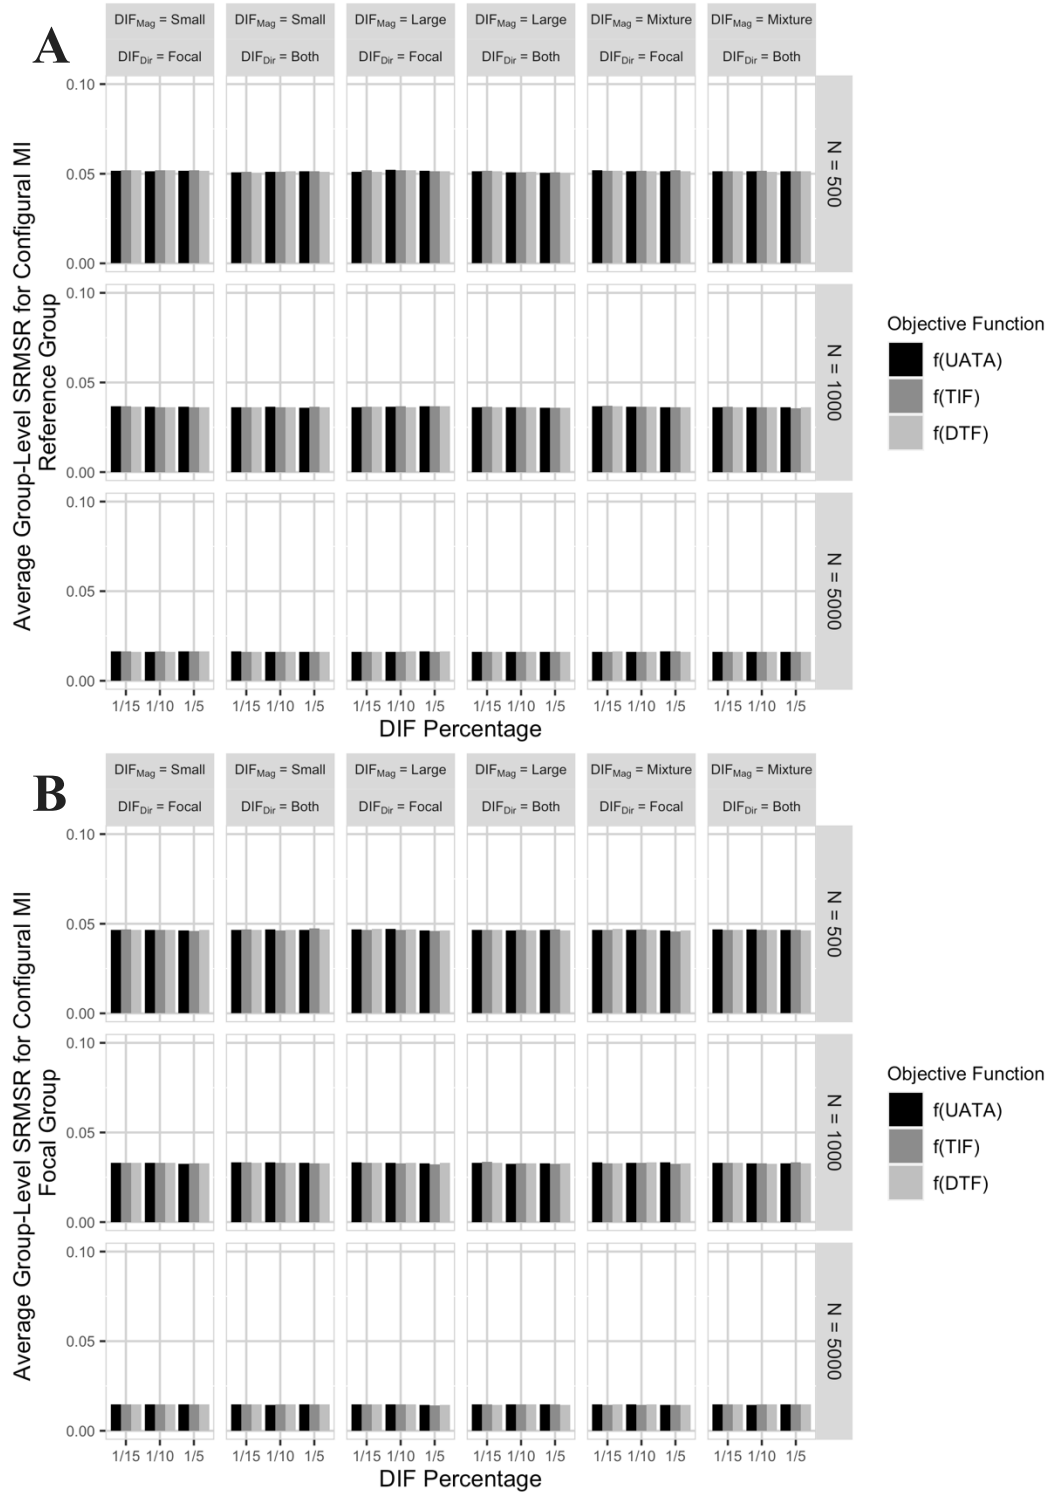 A
DIFMag = Small DIFMag = Small DIFMag = Large DIFMag = Large DIFMag = Mixture DIFMag = Mixture
DIFDir = Focal DIFDir = Both DIFDir = Focal DIFDir = Both DIFDir = Focal DIFDir = Both
Average Group-Level SRMSR for Configural MI
Reference Group
0.10
0.05
0.00
N = 500
0.10
0.05
0.00
N = 1000
0.10
0.05
0.00
N = 5000
1/15 1/10 1/5 1/15 1/10 1/5 1/15 1/10 1/5 1/15 1/10 1/5 1/15 1/10 1/5 1/15 1/10 1/5
DIF Percentage
Objective Function
f(UATA)
f(TIF)
f(DTF)
B
DIFMag = Small DIFMag = Small DIFMag = Large DIFMag = Large DIFMag = Mixture DIFMag = Mixture
DIFDir = Focal DIFDir = Both DIFDir = Focal DIFDir = Both DIFDir = Focal DIFDir = Both
Average Group-Level SRMSR for Configural MI
Focal Group
0.10
0.05
0.00
N = 500
0.10
0.05
0.00
N = 1000
0.10
0.05
0.00
N = 5000
1/15 1/10 1/5 1/15 1/10 1/5 1/15 1/10 1/5 1/15 1/10 1/5 1/15 1/10 1/5 1/15 1/10 1/5
DIF Percentage
Objective Function
f(UATA)
f(TIF)
f(DTF)